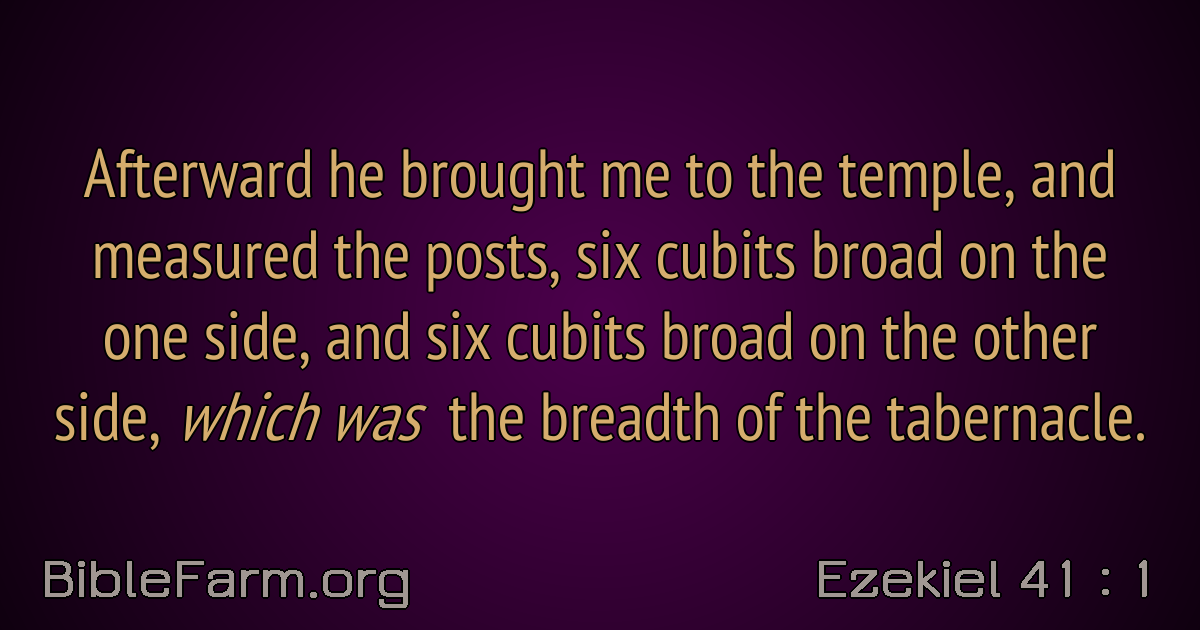 Afterward he brought me to the temple, and
measured the posts, six cubits broad on the
one side, and six cubits broad on the other
side, which was the breadth of the tabernacle.
BibleFarm.org
Ezekiel 41 : 1